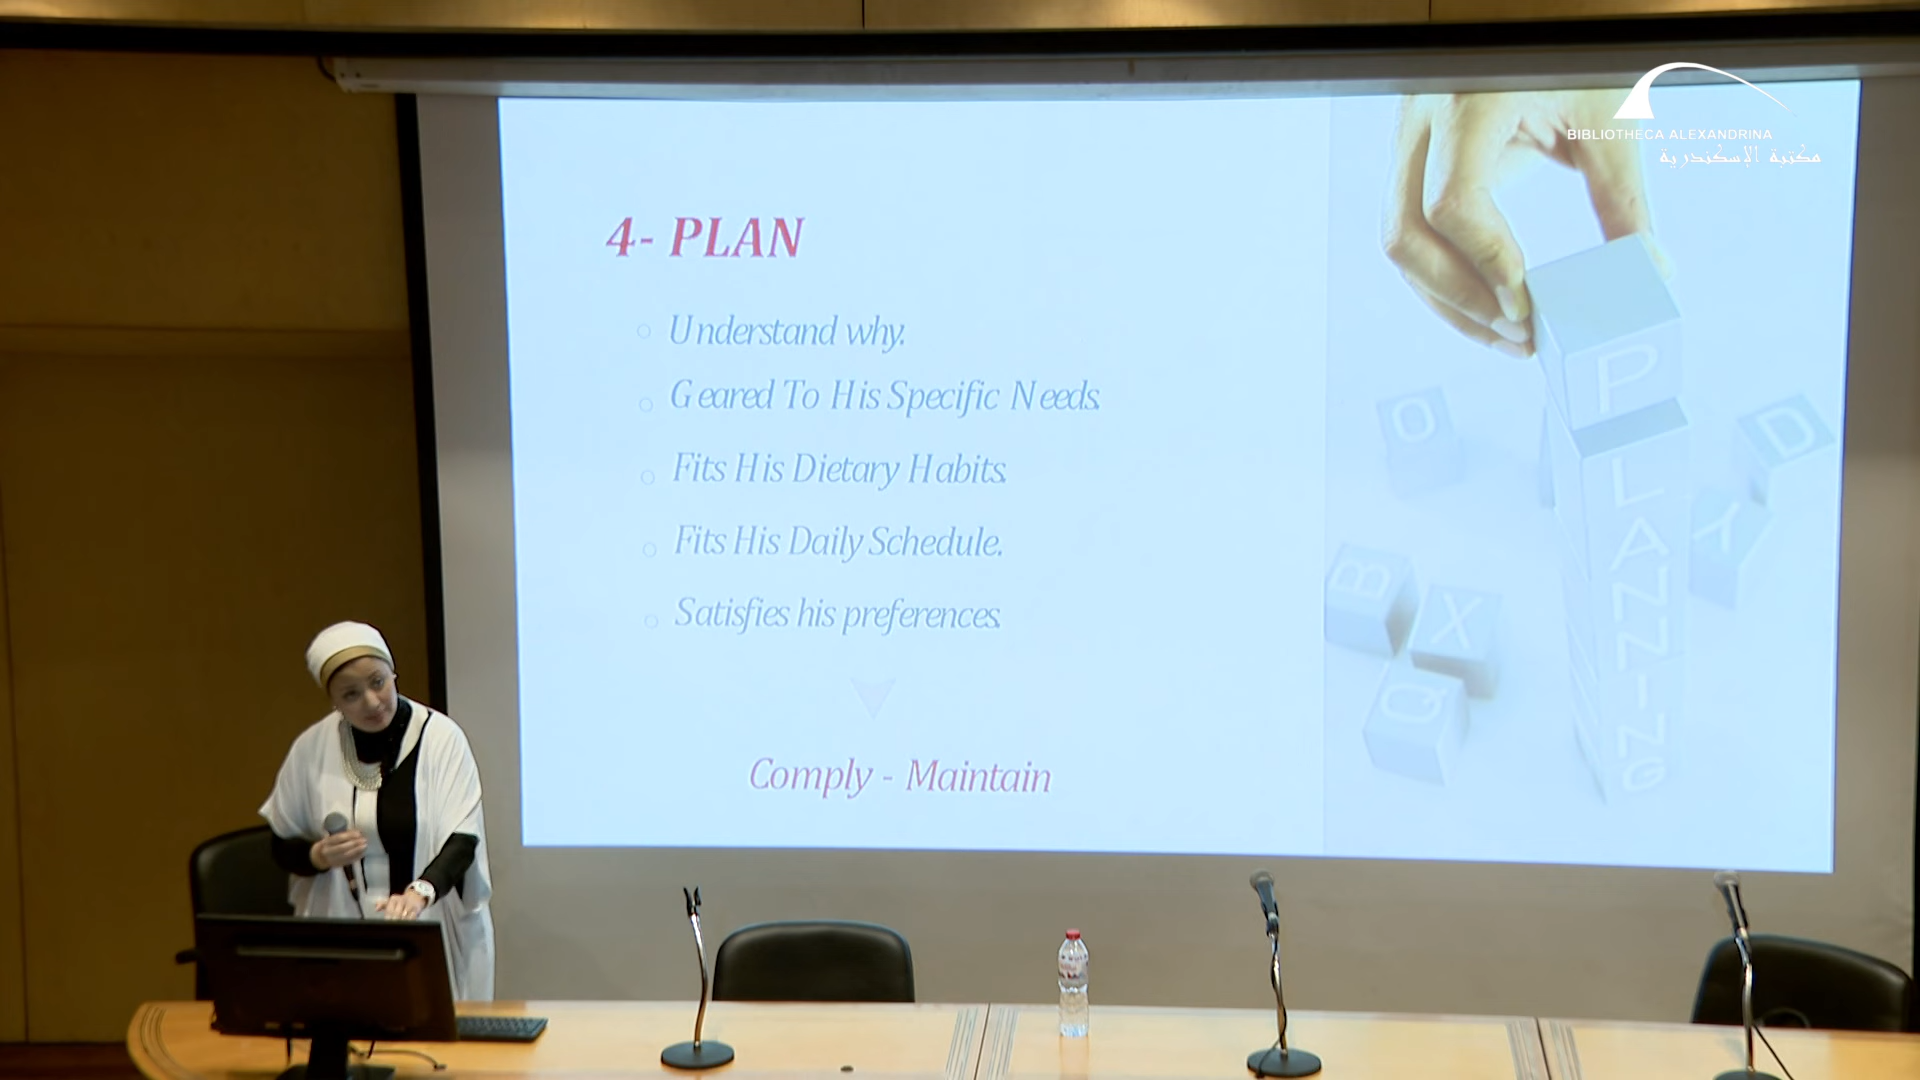 BIBLIOTHECA ALEXANDRINA
مكتبة الإسكندرية
4- PLAN
Understand why.
Geared To His Specific Needs.
Fits His Dietary Habits.
Fits His Daily Schedule.
Satisfies his preferences.
Comply - Maintain
P
LANNING
O
D
Y
B
X
Q